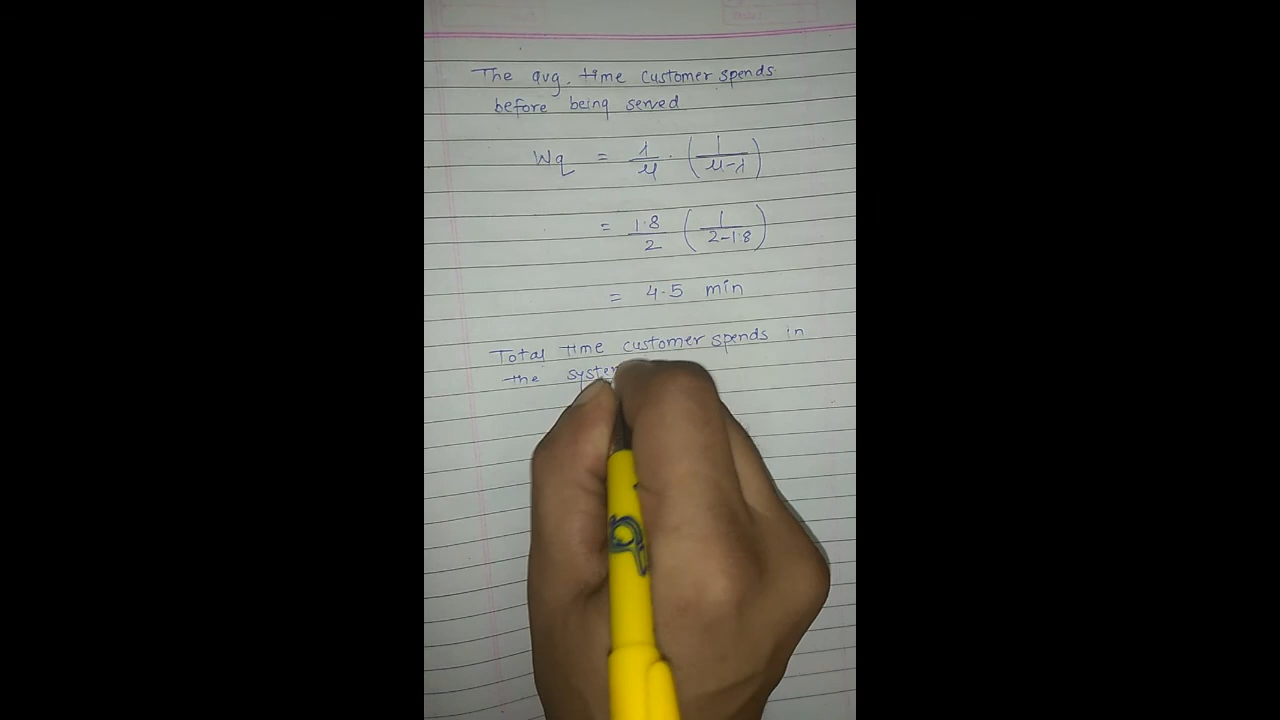 The avg. time customer spends
before being served
Wq = λ/μ . (1/(μ-λ))
= 1.8/2 (1/(2-1.8))
= 4.5 min
Total time customer spends in
the